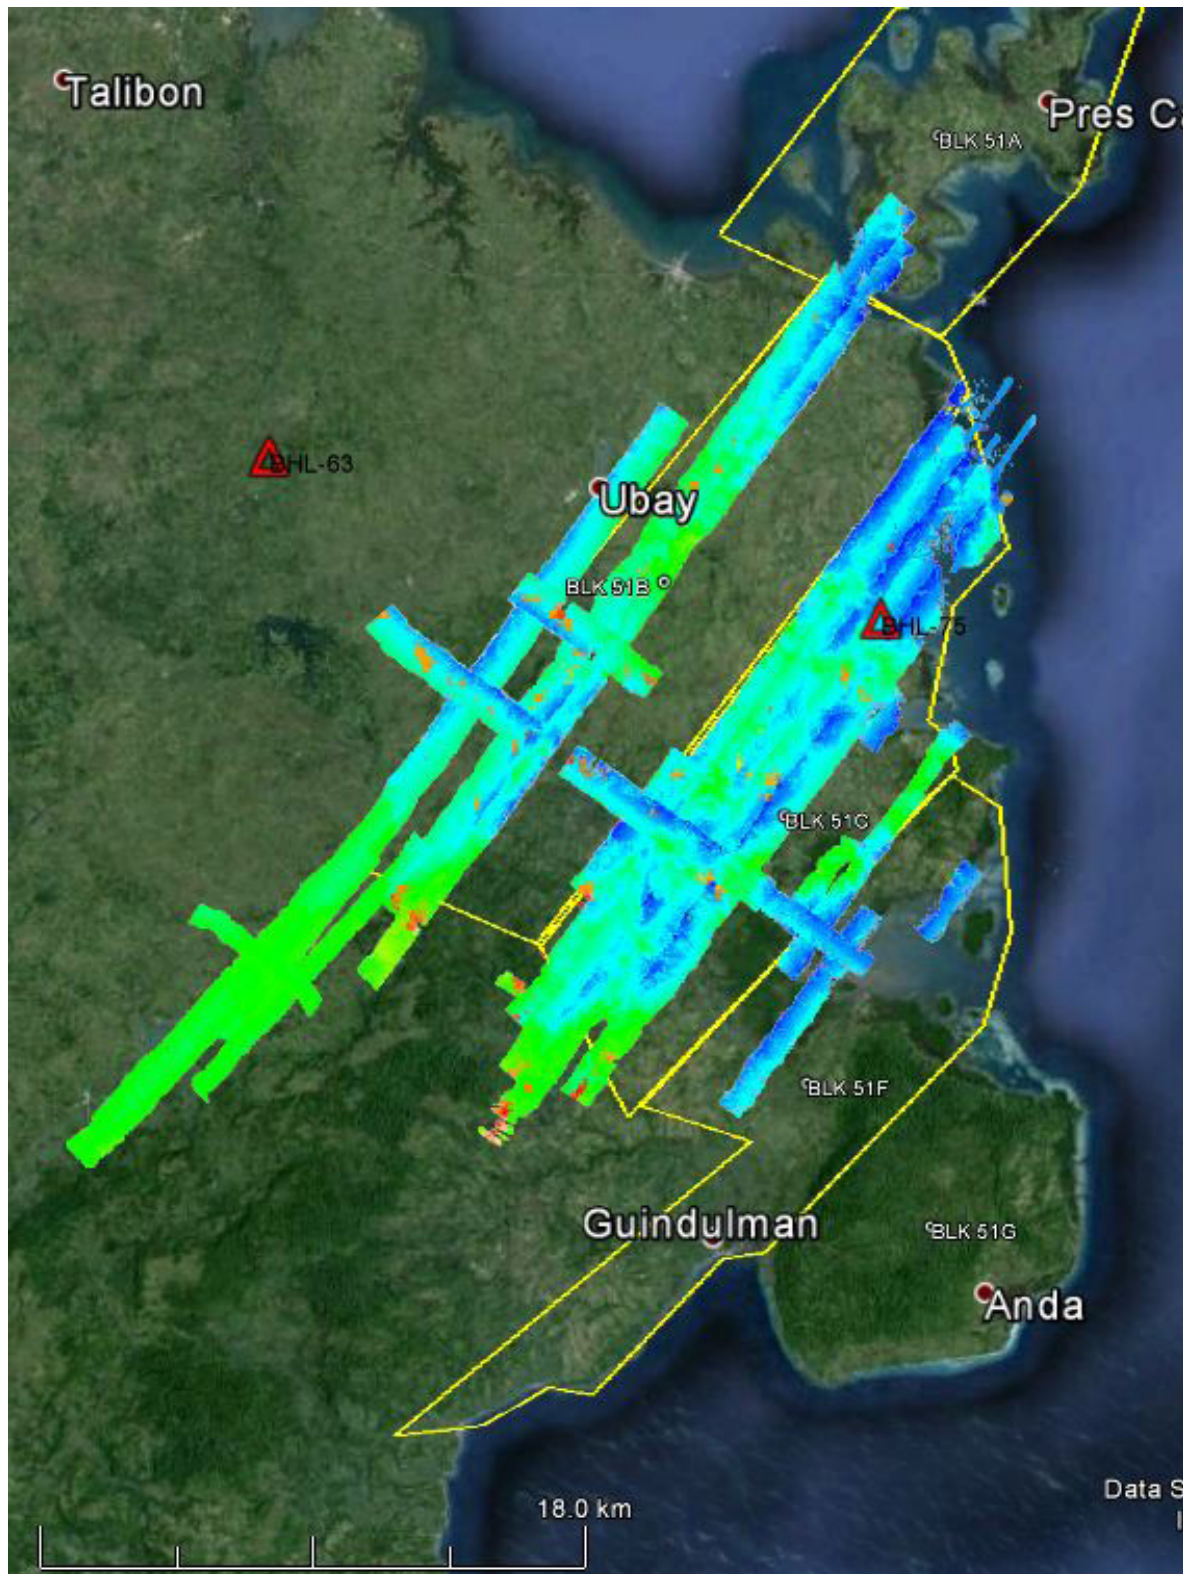 Talibon
Pres Ca
BLK 51A
BHL-63
Ubay
BLK 51B
BHL-75
BLK 51C
BLK 51F
Guindulman
BLK 51G
Anda
Data S
18.0 km